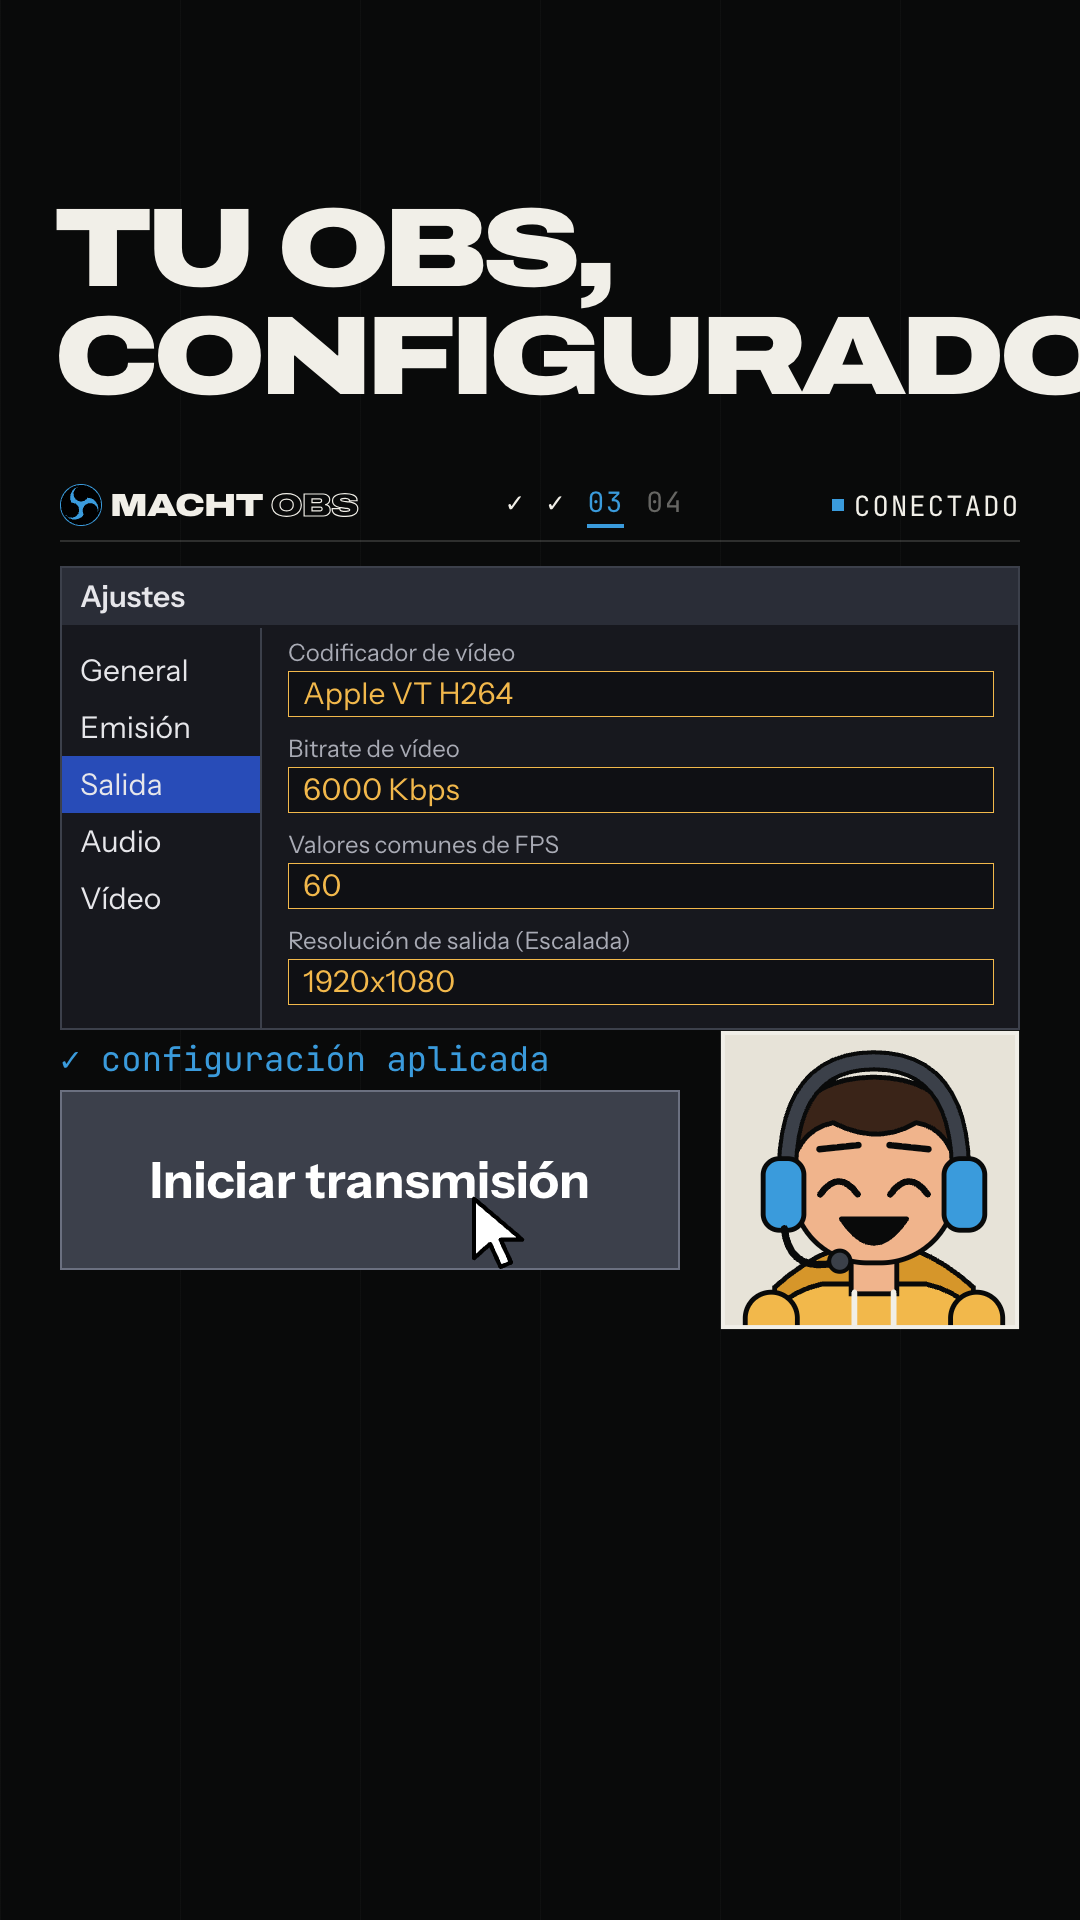 TU OBS,
CONFIGURADO
MACHT OBS
✓ ✓ 03 04
CONECTADO
Ajustes
General
Emisión
Salida
Audio
Vídeo
Codificador de vídeo
Apple VT H264
Bitrate de vídeo
6000 Kbps
Valores comunes de FPS
60
Resolución de salida (Escalada)
1920x1080
✓ configuración aplicada
Iniciar transmisión